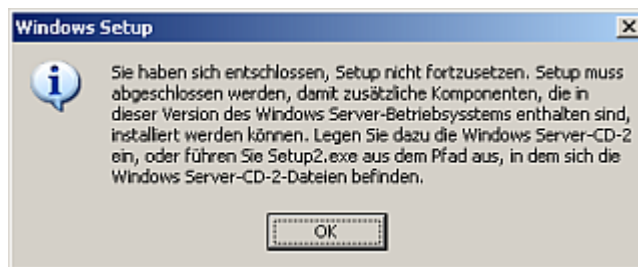 Windows Setup
Sie haben sich entschlossen, Setup nicht fortzusetzen. Setup muss
abgeschlossen werden, damit zusätzliche Komponenten, die in
dieser Version des Windows Server-Betriebsysstems enthalten sind,
installiert werden können. Legen Sie dazu die Windows Server-CD-2
ein, oder führen Sie Setup2.exe aus dem Pfad aus, in dem sich die
Windows Server-CD-2-Dateien befinden.
OK